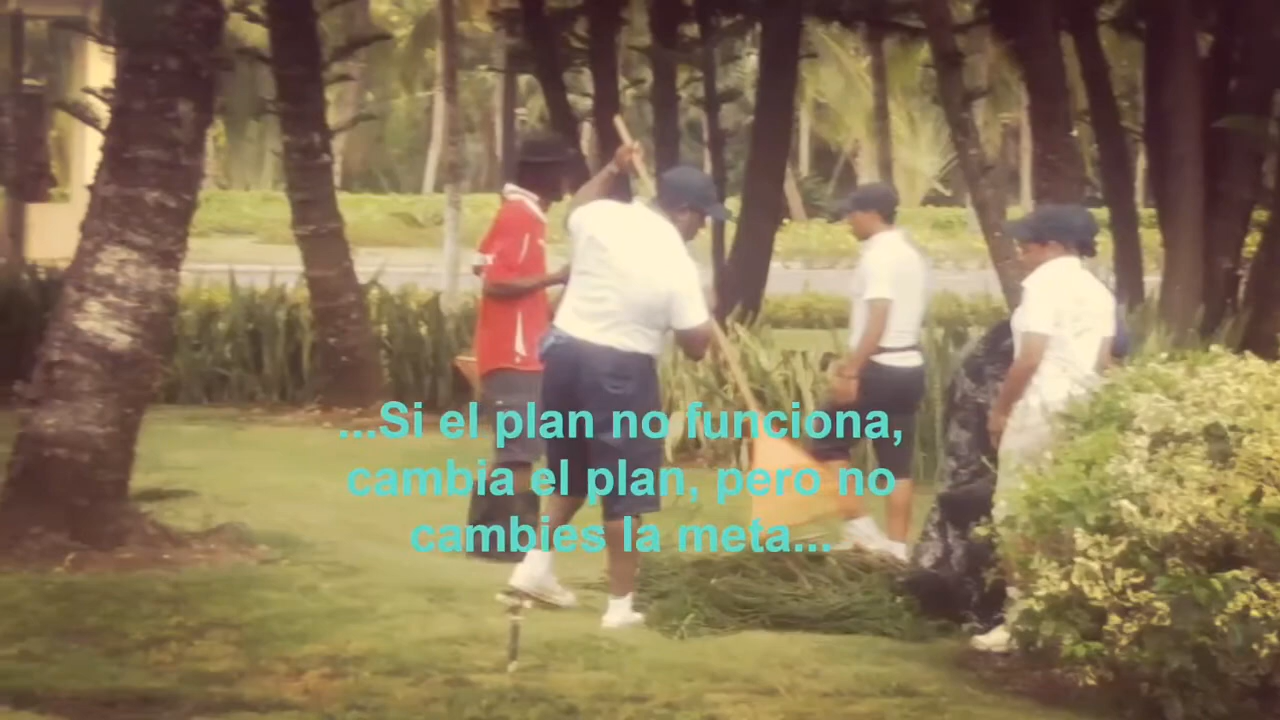 ...Si el plan no funciona,
cambia el plan, pero no
cambies la meta...